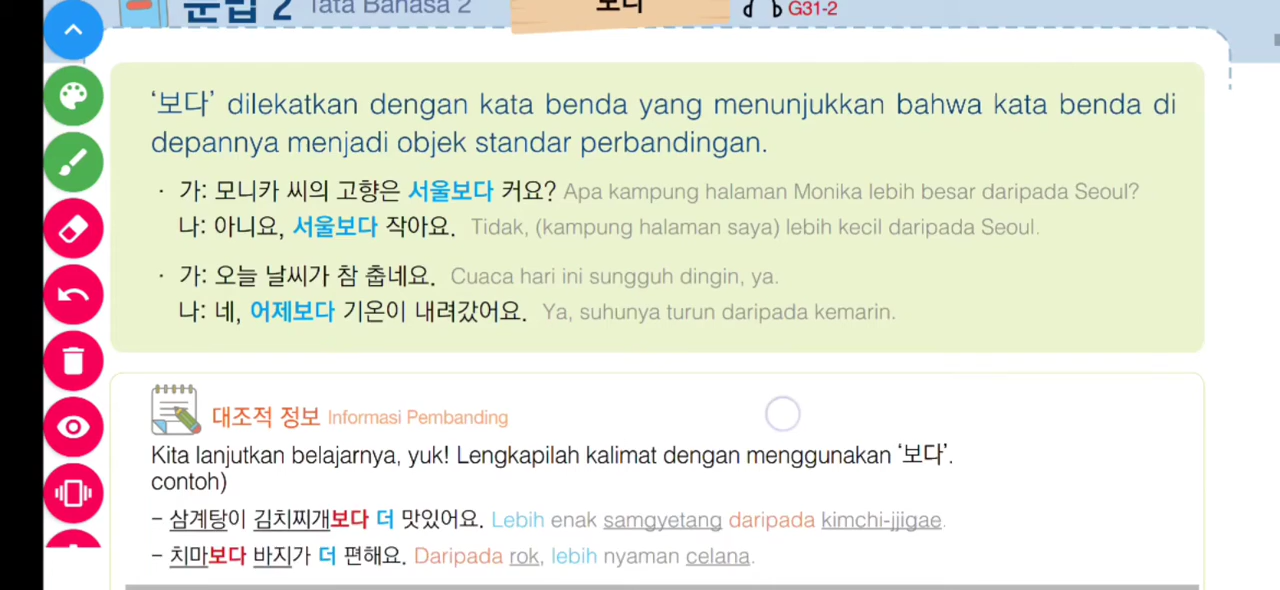 문법 2 Tata Bahasa 2 보다 G31-2
‘보다’ dilekatkan dengan kata benda yang menunjukkan bahwa kata benda di
depannya menjadi objek standar perbandingan.
· 가: 모니카 씨의 고향은 서울보다 커요? Apa kampung halaman Monika lebih besar daripada Seoul?
나: 아니요, 서울보다 작아요. Tidak, (kampung halaman saya) lebih kecil daripada Seoul.
· 가: 오늘 날씨가 참 춥네요. Cuaca hari ini sungguh dingin, ya.
나: 네, 어제보다 기온이 내려갔어요. Ya, suhunya turun daripada kemarin.
대조적 정보 Informasi Pembanding
Kita lanjutkan belajarnya, yuk! Lengkapilah kalimat dengan menggunakan ‘보다’.
contoh)
– 삼계탕이 김치찌개보다 더 맛있어요. Lebih enak samgyetang daripada kimchi-jjigae.
– 치마보다 바지가 더 편해요. Daripada rok, lebih nyaman celana.